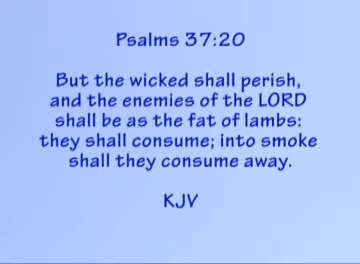 Psalms 37:20
But the wicked shall perish,
and the enemies of the LORD
shall be as the fat of lambs:
they shall consume; into smoke
shall they consume away.
KJV